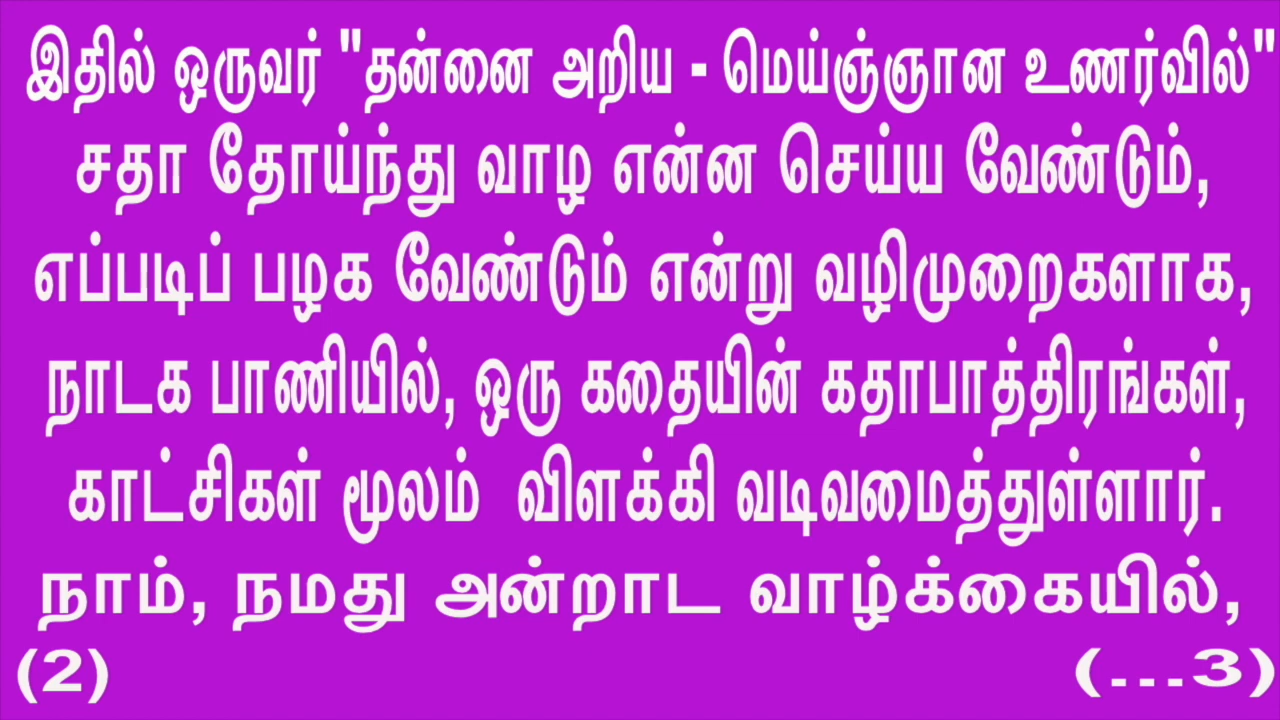 இதில் ஒருவர் "தன்னை அறிய - மெய்ஞ்ஞான உணர்வில்"
சதா தோய்ந்து வாழ என்ன செய்ய வேண்டும்,
எப்படிப் பழக வேண்டும் என்று வழிமுறைகளாக,
நாடக பாணியில், ஒரு கதையின் கதாபாத்திரங்கள்,
காட்சிகள் மூலம் விளக்கி வடிவமைத்துள்ளார்.
நாம், நமது அன்றாட வாழ்க்கையில்,
(2) (...3)